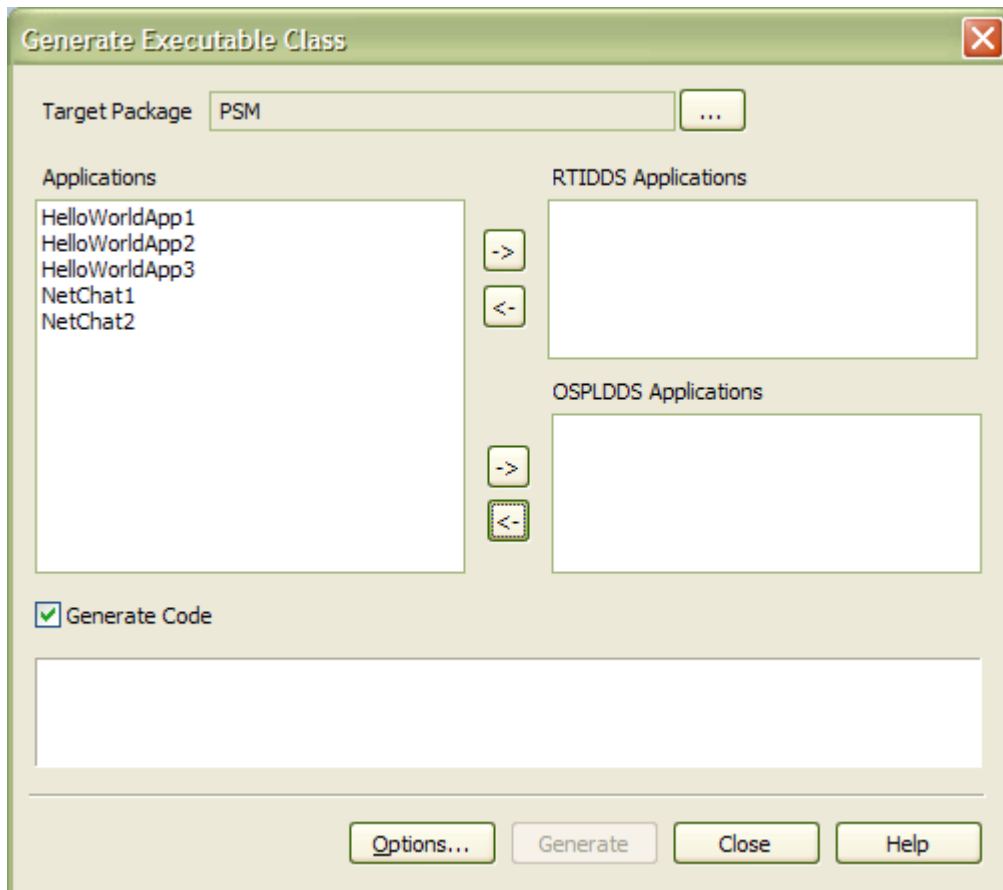 Generate Executable Class
Target Package PSM ...
Applications
HelloWorldApp1
HelloWorldApp2
HelloWorldApp3
NetChat1
NetChat2
->
<-
RTIDDS Applications
OSPLDDS Applications
->
<-
Generate Code
Options... Generate Close Help